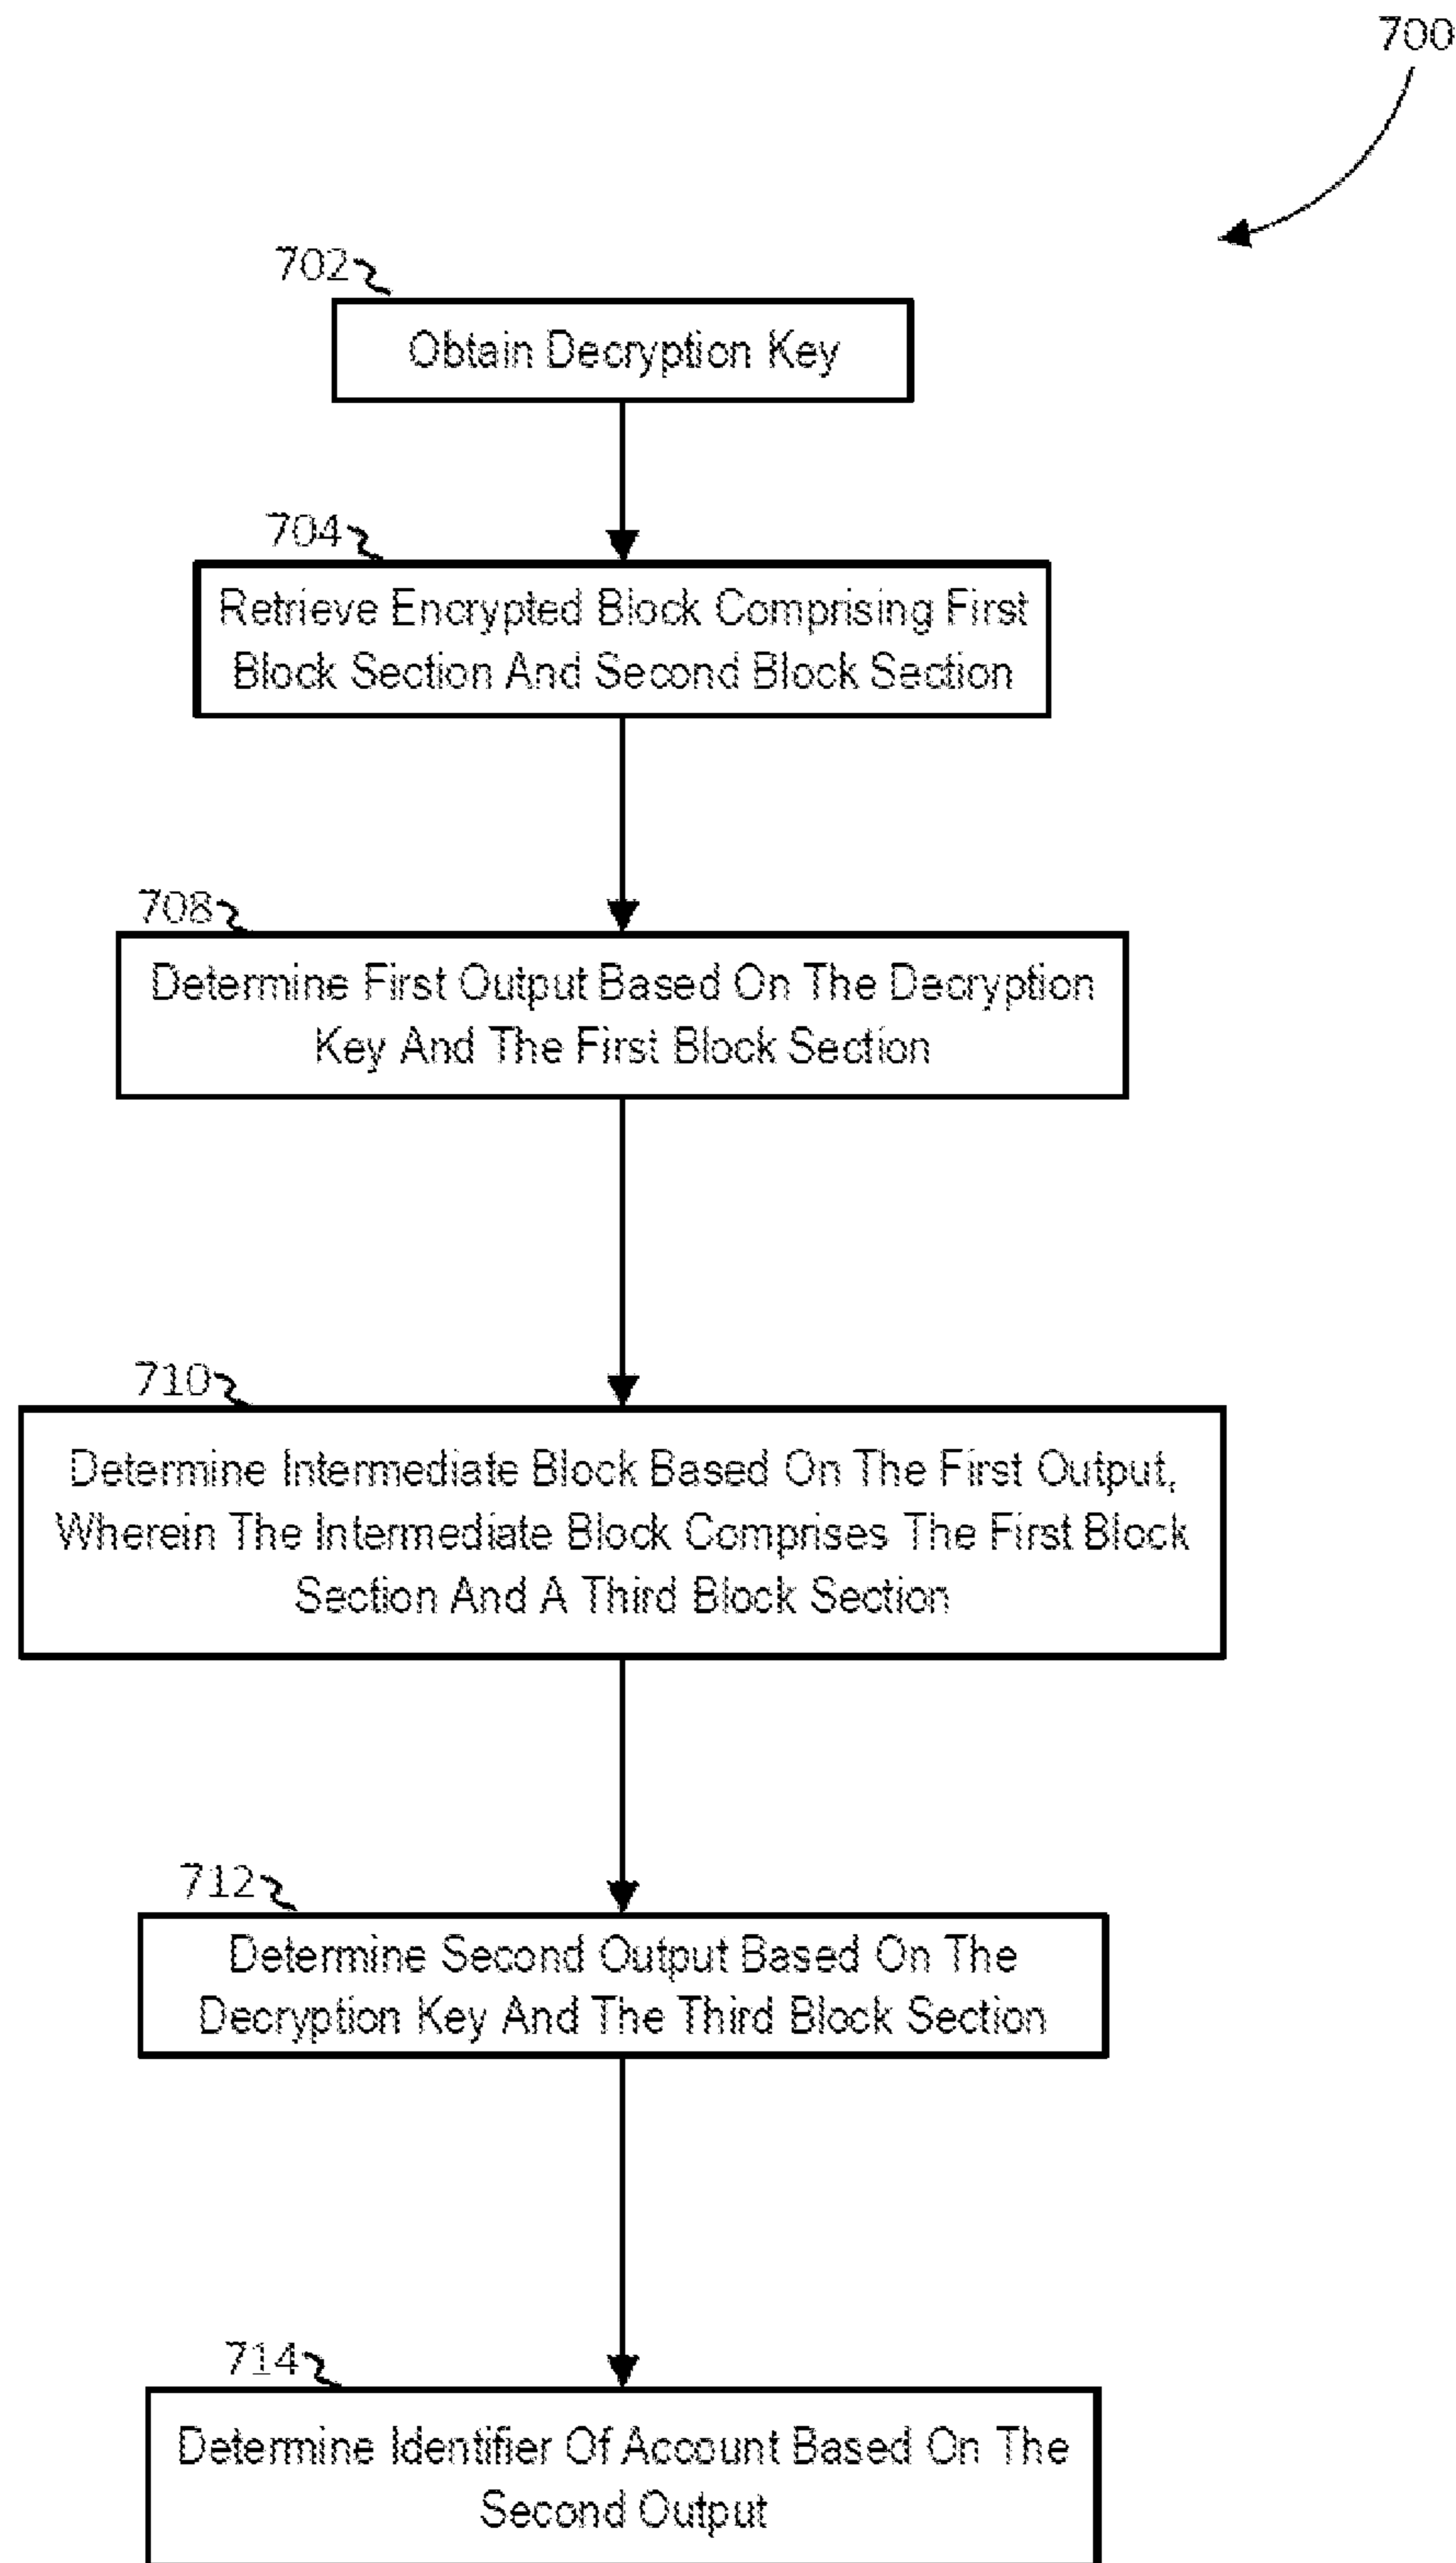 700
702
Obtain Decryption Key
704
Retrieve Encrypted Block Comprising First
Block Section And Second Block Section
708
Determine First Output Based On The Decryption
Key And The First Block Section
710
Determine Intermediate Block Based On The First Output,
Wherein The Intermediate Block Comprises The First Block
Section And A Third Block Section
712
Determine Second Output Based On The
Decryption Key And The Third Block Section
714
Determine Identifier Of Account Based On The
Second Output